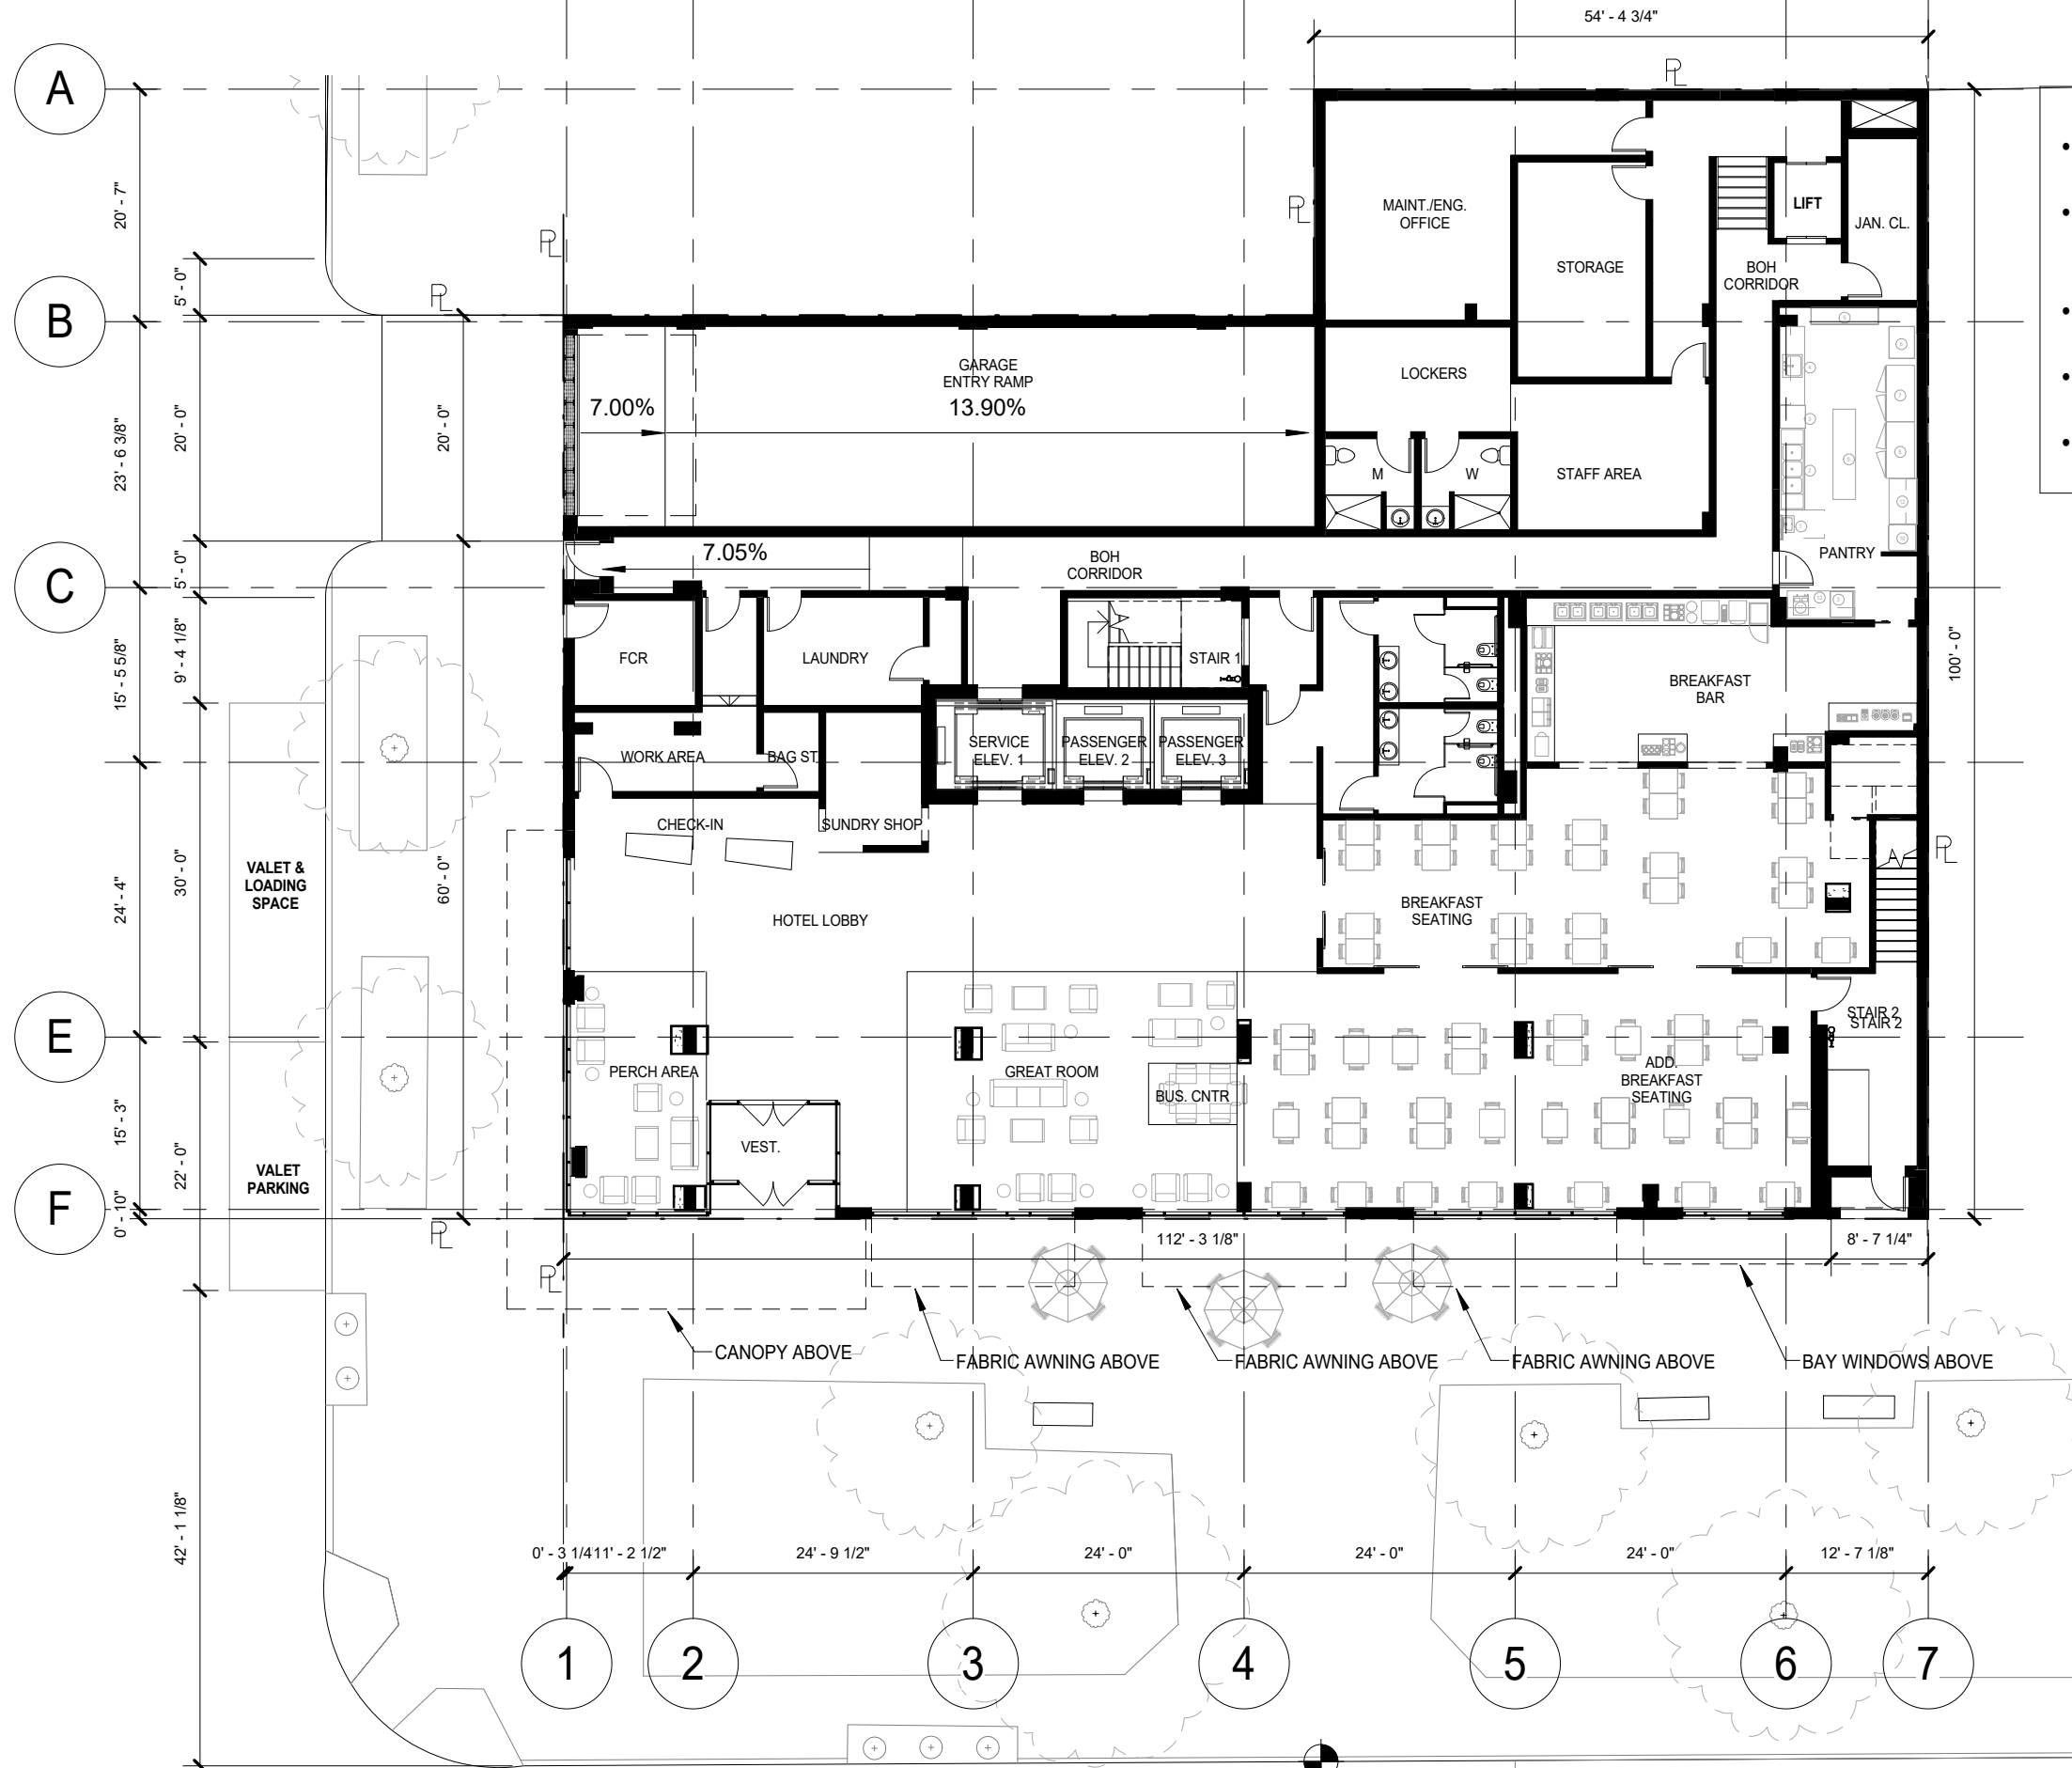 54' - 4 3/4"
A
20' - 7"
5' - 0"
B
23' - 6 3/8"
20' - 0"
20' - 0"
5' - 0"
C
15' - 5 5/8"
9' - 4 1/8"
30' - 0"
24' - 4"
60' - 0"
E
15' - 3"
22' - 0"
F
0' - 10"
42' - 1 1/8"
100' - 0"
MAINT./ENG.
OFFICE
STORAGE
LIFT
JAN. CL.
BOH
CORRIDOR
GARAGE
ENTRY RAMP
7.00%
13.90%
LOCKERS
M
W
STAFF AREA
PANTRY
7.05%
BOH
CORRIDOR
FCR
LAUNDRY
STAIR 1
BREAKFAST
BAR
WORK AREA
BAG ST.
SERVICE
ELEV. 1
PASSENGER
ELEV. 2
PASSENGER
ELEV. 3
CHECK-IN
SUNDRY SHOP
VALET &
LOADING
SPACE
HOTEL LOBBY
BREAKFAST
SEATING
STAIR 2
STAIR 2
PERCH AREA
GREAT ROOM
BUS. CNTR
ADD.
BREAKFAST
SEATING
VEST.
VALET
PARKING
112' - 3 1/8"
8' - 7 1/4"
CANOPY ABOVE
FABRIC AWNING ABOVE
FABRIC AWNING ABOVE
FABRIC AWNING ABOVE
BAY WINDOWS ABOVE
0' - 3 1/4
11' - 2 1/2"
24' - 9 1/2"
24' - 0"
24' - 0"
24' - 0"
12' - 7 1/8"
1
2
3
4
5
6
7